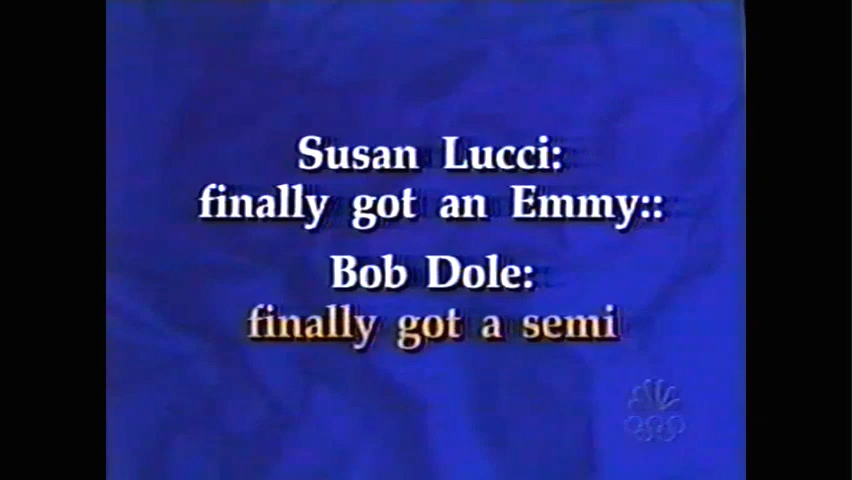 Susan Lucci:
finally got an Emmy::
Bob Dole:
finally got a semi